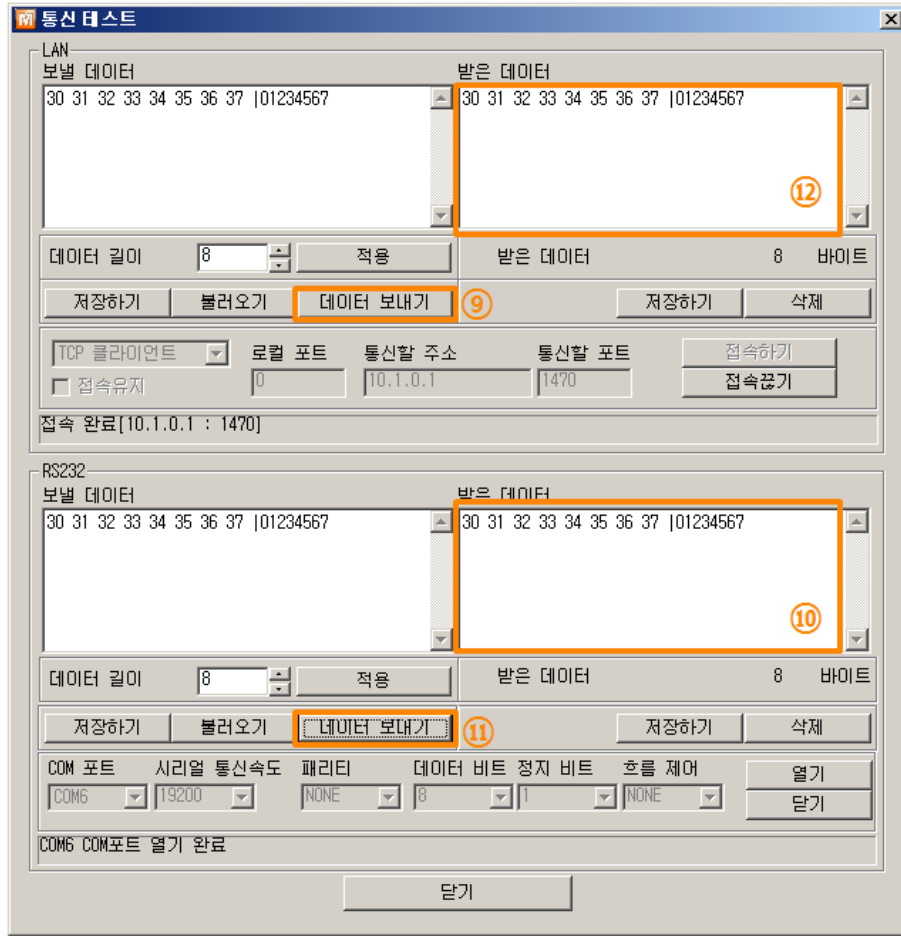 통신 테스트
LAN
보낼 데이터 받은 데이터
30 31 32 33 34 35 36 37 |01234567 30 31 32 33 34 35 36 37 |01234567
⑫
데이터 길이 8 적용 받은 데이터 8 바이트
저장하기 불러오기 데이터 보내기 ⑨ 저장하기 삭제
TCP 클라이언트 로컬 포트 통신할 주소 통신할 포트 접속하기
접속유지 0 10.1.0.1 1470 접속끊기
접속 완료[10.1.0.1 : 1470]
RS232
보낼 데이터 받은 데이터
30 31 32 33 34 35 36 37 |01234567 30 31 32 33 34 35 36 37 |01234567
⑩
데이터 길이 8 적용 받은 데이터 8 바이트
저장하기 불러오기 데이터 보내기 ⑪ 저장하기 삭제
COM 포트 시리얼 통신속도 패리티 데이터 비트 정지 비트 흐름 제어 열기
COM6 19200 NONE 8 1 NONE 닫기
COM6 COM포트 열기 완료
닫기